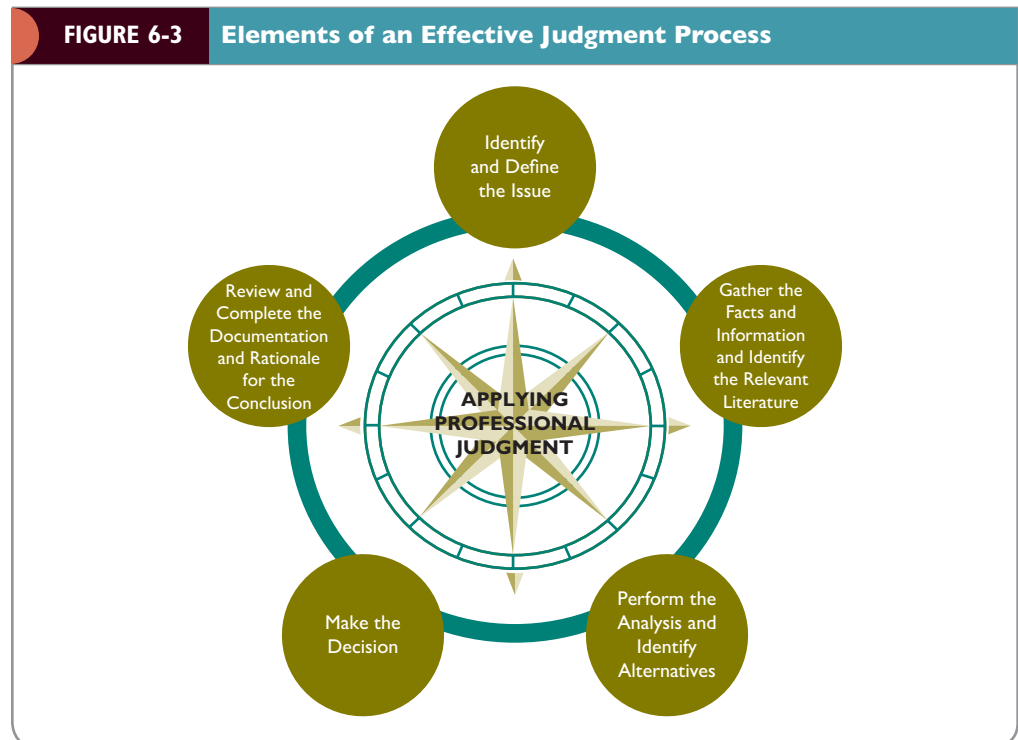 FIGURE 6-3 Elements of an Effective Judgment Process
Identify
and Define
the Issue
Gather the
Facts and
Information
and Identify
the Relevant
Literature
Perform the
Analysis and
Identify
Alternatives
Make the
Decision
Review and
Complete the
Documentation
and Rationale
for the
Conclusion
APPLYING
PROFESSIONAL
JUDGMENT